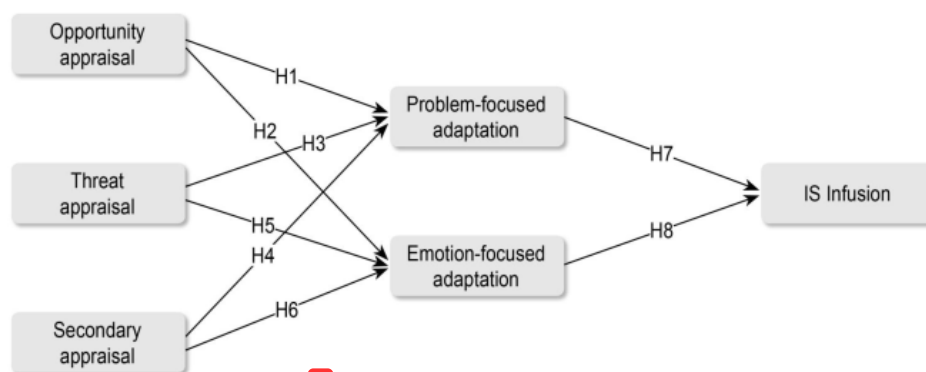 Opportunity
appraisal
H1
Problem-focused
adaptation
H2
H3
Threat
appraisal
H7
IS Infusion
H5
H4
H8
Emotion-focused
adaptation
H6
Secondary
appraisal